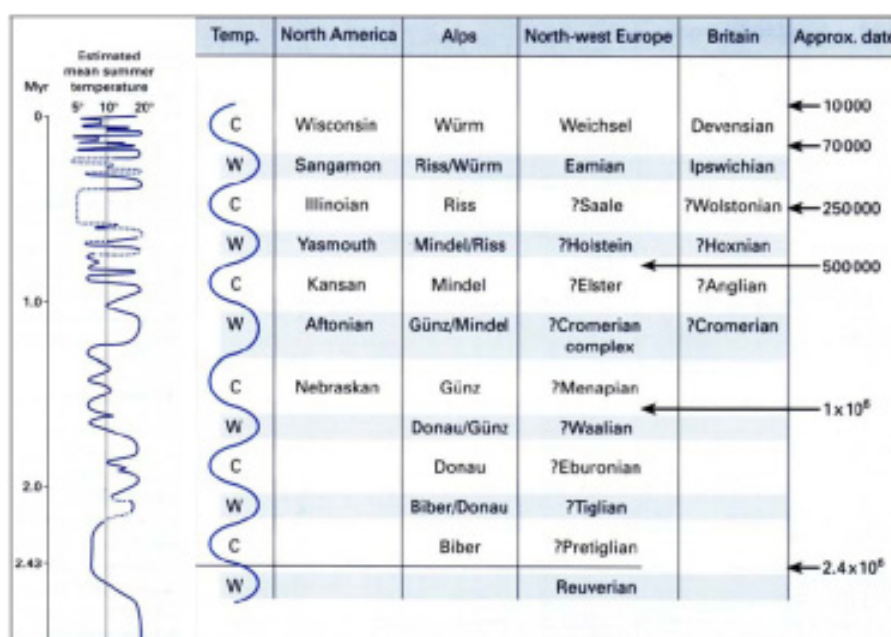 Estimated
mean summer
temperature
Myr
5° 10° 20°
0
1.0
2.0
2.43
Temp. North America Alps North-west Europe Britain Approx. date
10000
C Wisconsin Würm Weichsel Devensian
70000
W Sangamon Riss/Würm Eamian Ipswichian
C Illinoian Riss ?Saale ?Wolstonian 250000
W Yasmouth Mindel/Riss ?Holstein ?Hoxnian
500000
C Kansan Mindel ?Elster ?Anglian
W Aftonian Günz/Mindel ?Cromerian ?Cromerian
complex
C Nebraskan Günz ?Menapian
1x10⁶
W Donau/Günz ?Waalian
C Donau ?Eburonian
W Biber/Donau ?Tiglian
C Biber ?Pretiglian
2.4x10⁶
W Reuverian